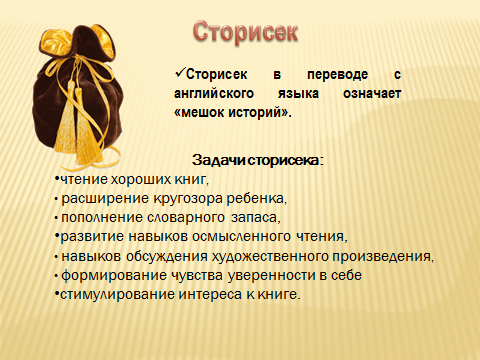 Сторисек
✓Сторисек в переводе с
английского языка означает
«мешок историй».
Задачи сторисека:
•чтение хороших книг,
• расширение кругозора ребенка,
• пополнение словарного запаса,
•развитие навыков осмысленного чтения,
• навыков обсуждения художественного произведения,
• формирование чувства уверенности в себе
•стимулирование интереса к книге.